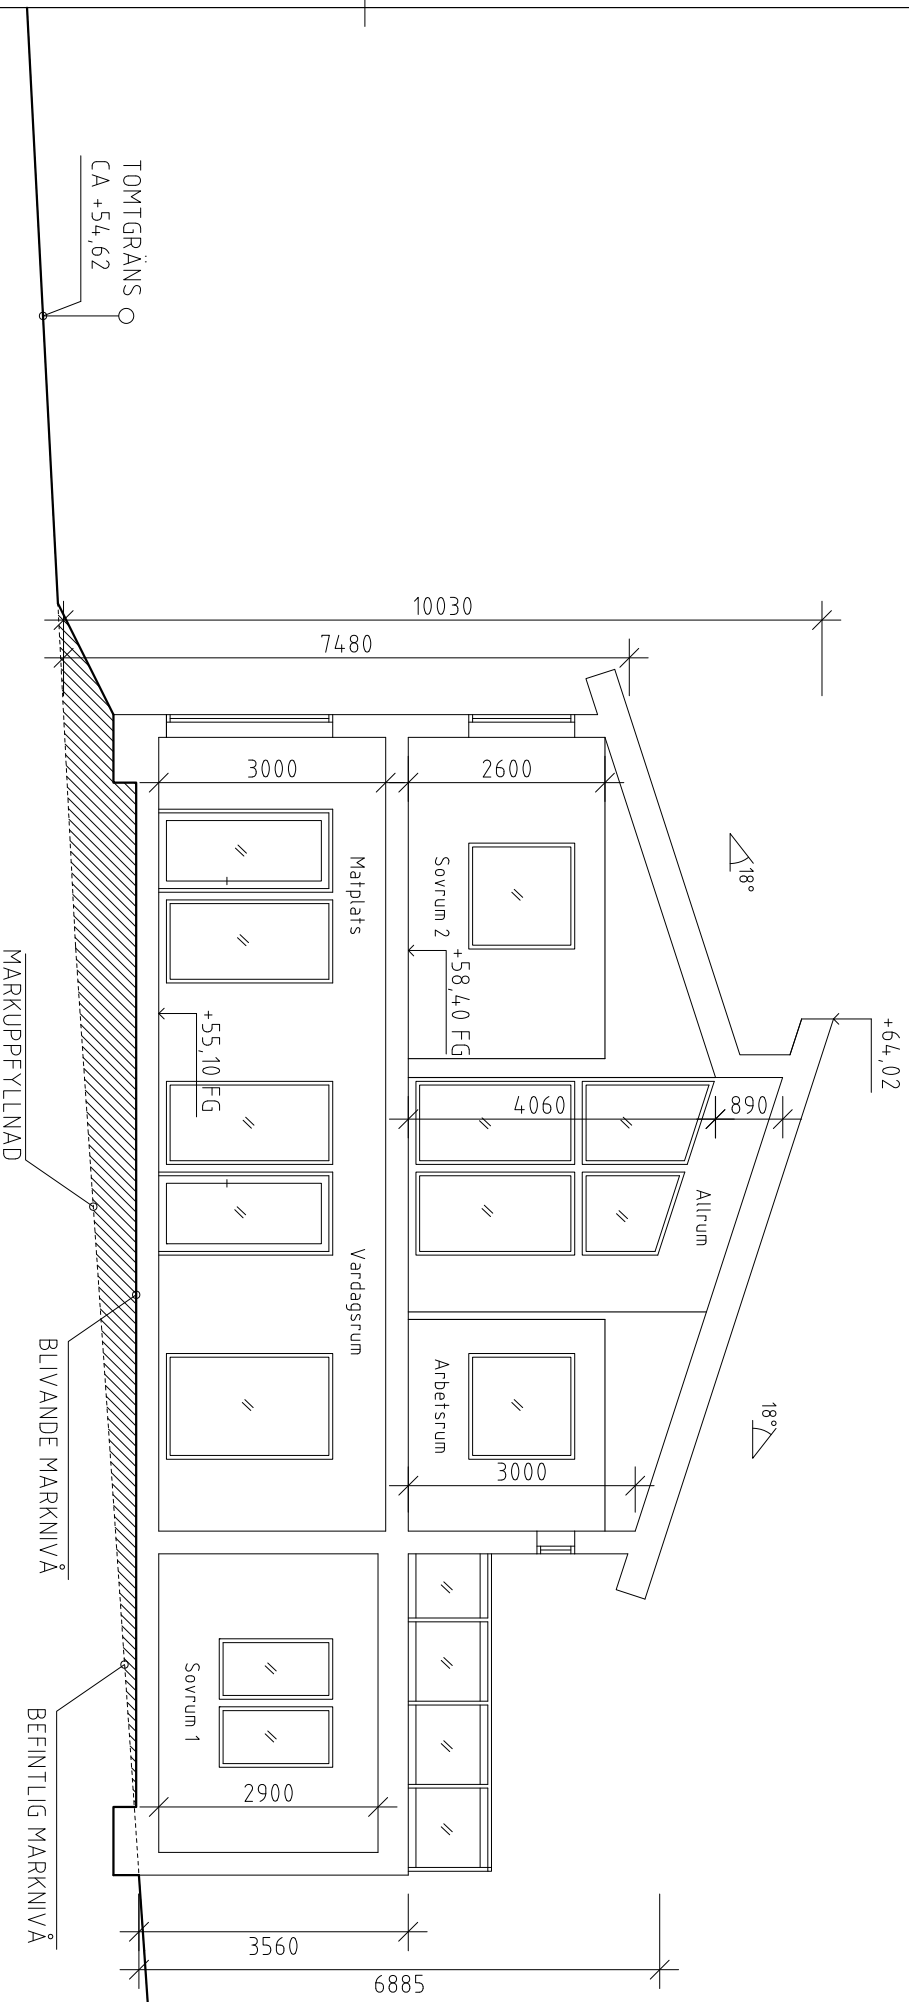 TOMTGRÄNS
CA +54,62
10030
7480
3000
2600
18°
+64,02
Matplats
Sovrum 2
+58,40 FG
+55,10 FG
4060
890
MARKUPPFYLLNAD
Vardagsrum
Allrum
Arbetsrum
18°
3000
BLIVANDE MARKNIVÅ
Sovrum 1
2900
BEFINTLIG MARKNIVÅ
3560
6885